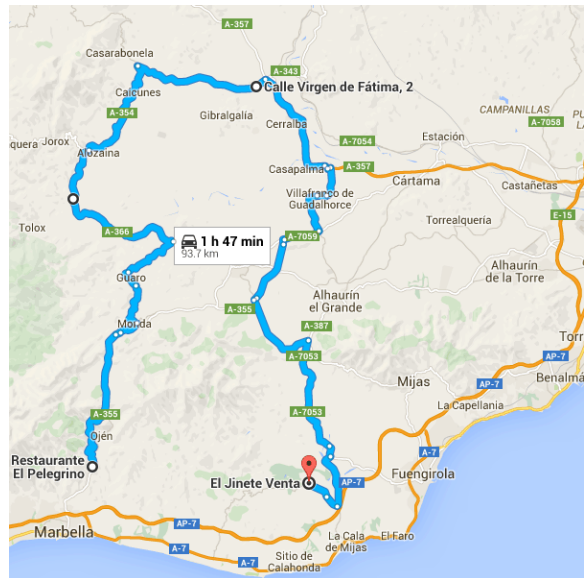 A-357
Casarabonela
A-343
Calle Virgen de Fátima, 2
Calcunes
CAMPANILLAS
A-354
Gibralgalía
A-7058
Cerralba
A-7054
Estación
quera
Jorox
Alozaina
Casapalma
A-357
Cártama
Castañetas
Villafranco de
Guadalhorce
Tolox
A-366
Torrealquería
E-15
A-7059
1 h 47 min
93.7 km
Alhaurín
de la Torre
Guaro
A-355
Alhaurín
el Grande
Monda
A-387
Torr
A-7053
AP-7
Mijas
AP-7
Benalmá
La Capellania
A-355
A-7053
Ojén
A-7
Restaurante
El Pelegrino
El Jinete Venta
AP-7
Fuengirola
AP-7
Marbella
La Cala
de Mijas
El Faro
A-7
AP-7
Sitio de
Calahonda